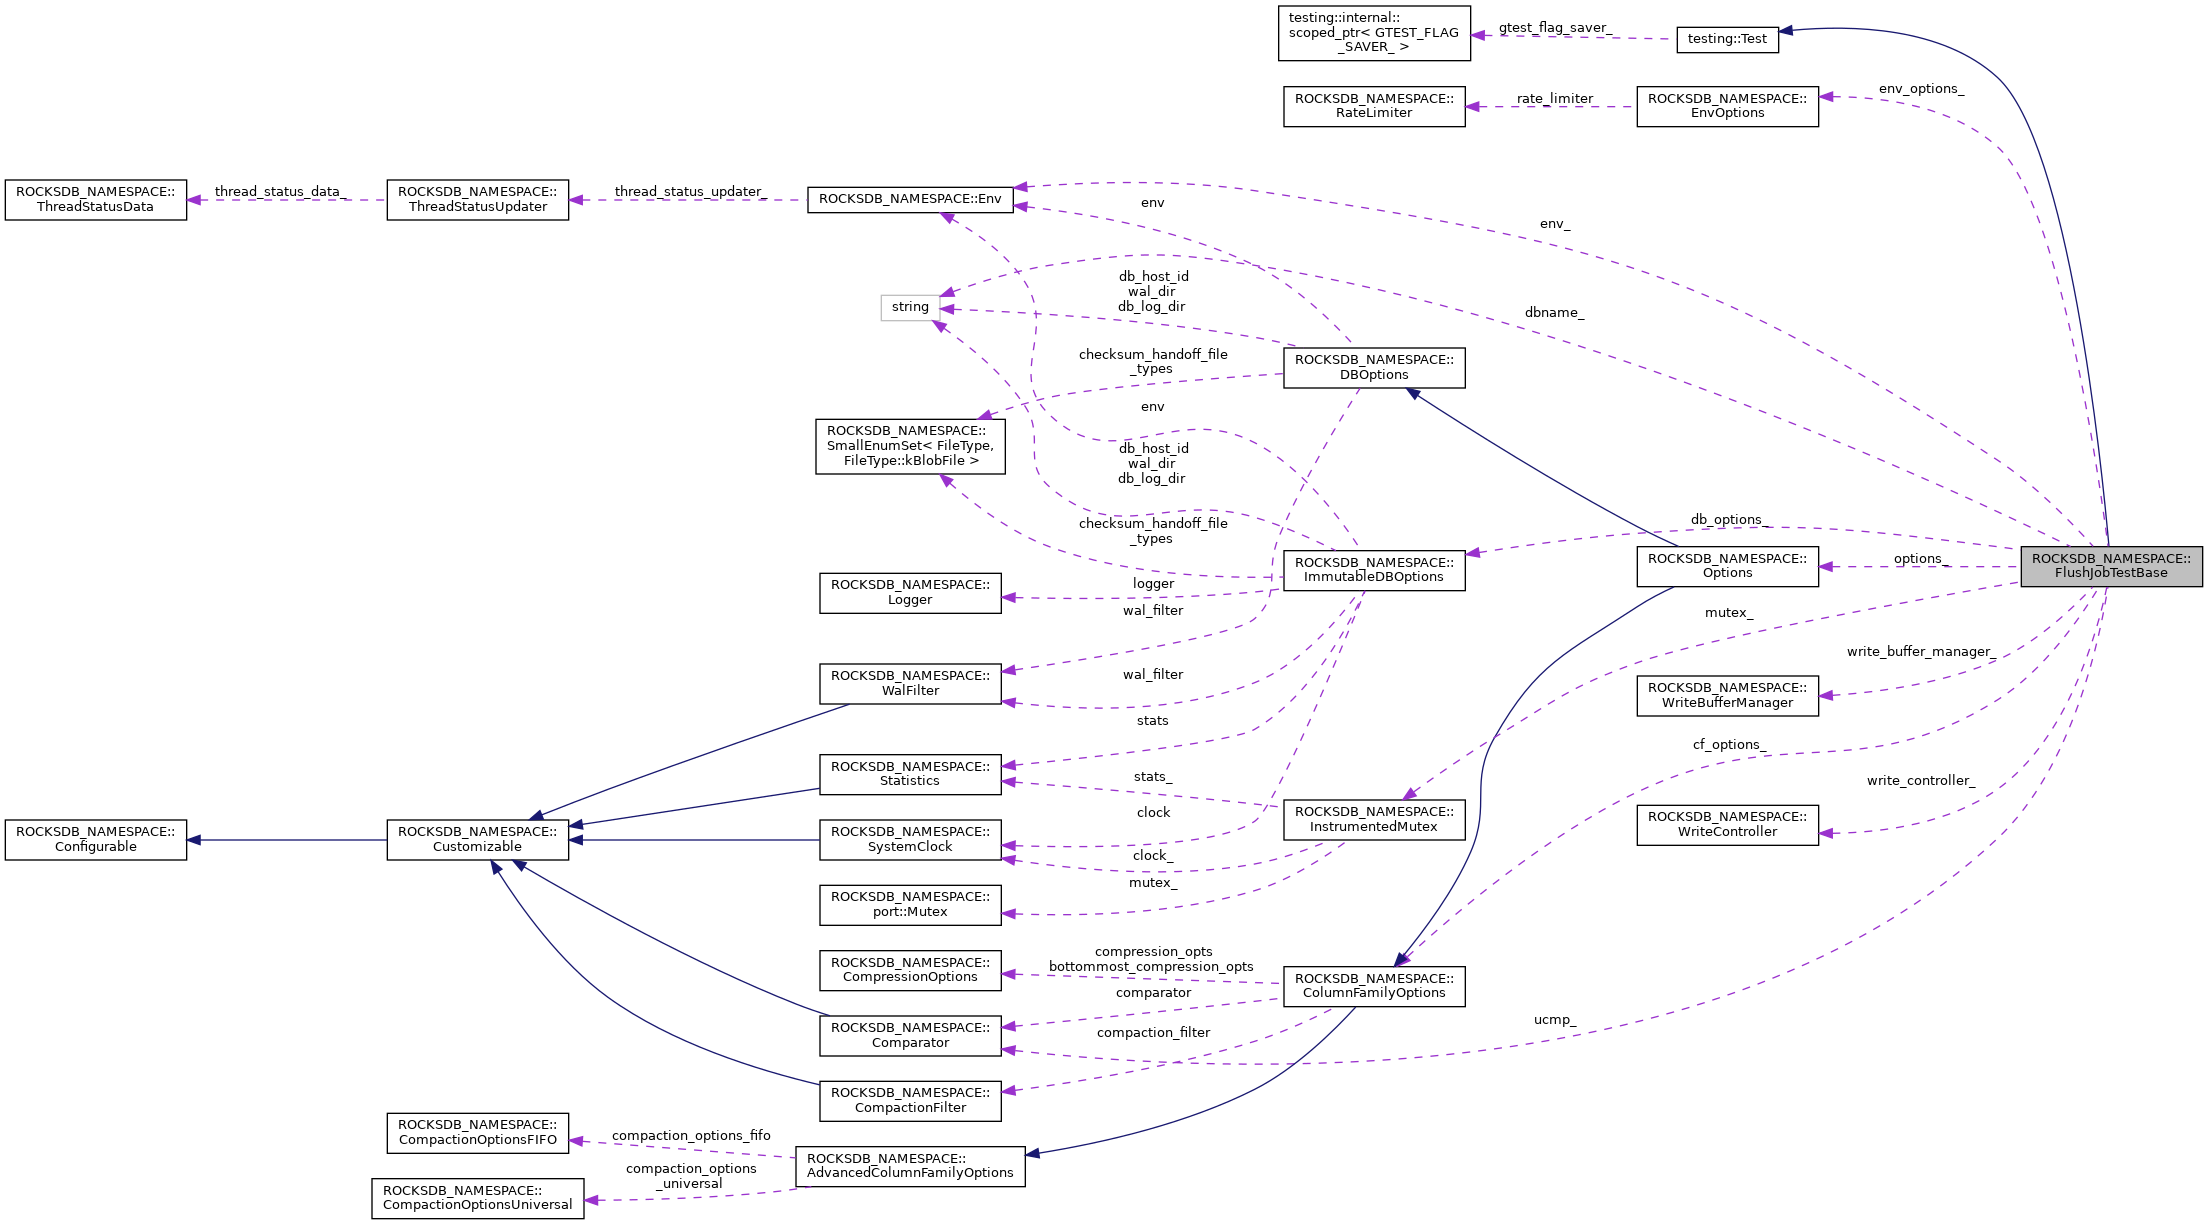 testing::internal::
scoped_ptr< GTEST_FLAG
_SAVER_ >
gtest_flag_saver_
testing::Test
ROCKSDB_NAMESPACE::
RateLimiter
rate_limiter
ROCKSDB_NAMESPACE::
EnvOptions
env_options_
ROCKSDB_NAMESPACE::
ThreadStatusData
thread_status_data_
ROCKSDB_NAMESPACE::
ThreadStatusUpdater
thread_status_updater_
ROCKSDB_NAMESPACE::Env
env
env_
string
db_host_id
wal_dir
db_log_dir
dbname_
checksum_handoff_file
_types
ROCKSDB_NAMESPACE::
DBOptions
ROCKSDB_NAMESPACE::
SmallEnumSet< FileType,
FileType::kBlobFile >
env
db_host_id
wal_dir
db_log_dir
checksum_handoff_file
_types
db_options_
ROCKSDB_NAMESPACE::
ImmutableDBOptions
ROCKSDB_NAMESPACE::
Options
options_
ROCKSDB_NAMESPACE::
FlushJobTestBase
ROCKSDB_NAMESPACE::
Logger
logger
wal_filter
mutex_
ROCKSDB_NAMESPACE::
WalFilter
wal_filter
write_buffer_manager_
ROCKSDB_NAMESPACE::
WriteBufferManager
stats
cf_options_
ROCKSDB_NAMESPACE::
Statistics
stats_
write_controller_
ROCKSDB_NAMESPACE::
InstrumentedMutex
ROCKSDB_NAMESPACE::
WriteController
clock
ROCKSDB_NAMESPACE::
Configurable
ROCKSDB_NAMESPACE::
Customizable
ROCKSDB_NAMESPACE::
SystemClock
clock_
mutex_
ROCKSDB_NAMESPACE::
port::Mutex
compression_opts
bottommost_compression_opts
ROCKSDB_NAMESPACE::
CompressionOptions
ROCKSDB_NAMESPACE::
ColumnFamilyOptions
comparator
ROCKSDB_NAMESPACE::
Comparator
compaction_filter
ucmp_
ROCKSDB_NAMESPACE::
CompactionFilter
ROCKSDB_NAMESPACE::
CompactionOptionsFIFO
compaction_options_fifo
ROCKSDB_NAMESPACE::
AdvancedColumnFamilyOptions
compaction_options
_universal
ROCKSDB_NAMESPACE::
CompactionOptionsUniversal